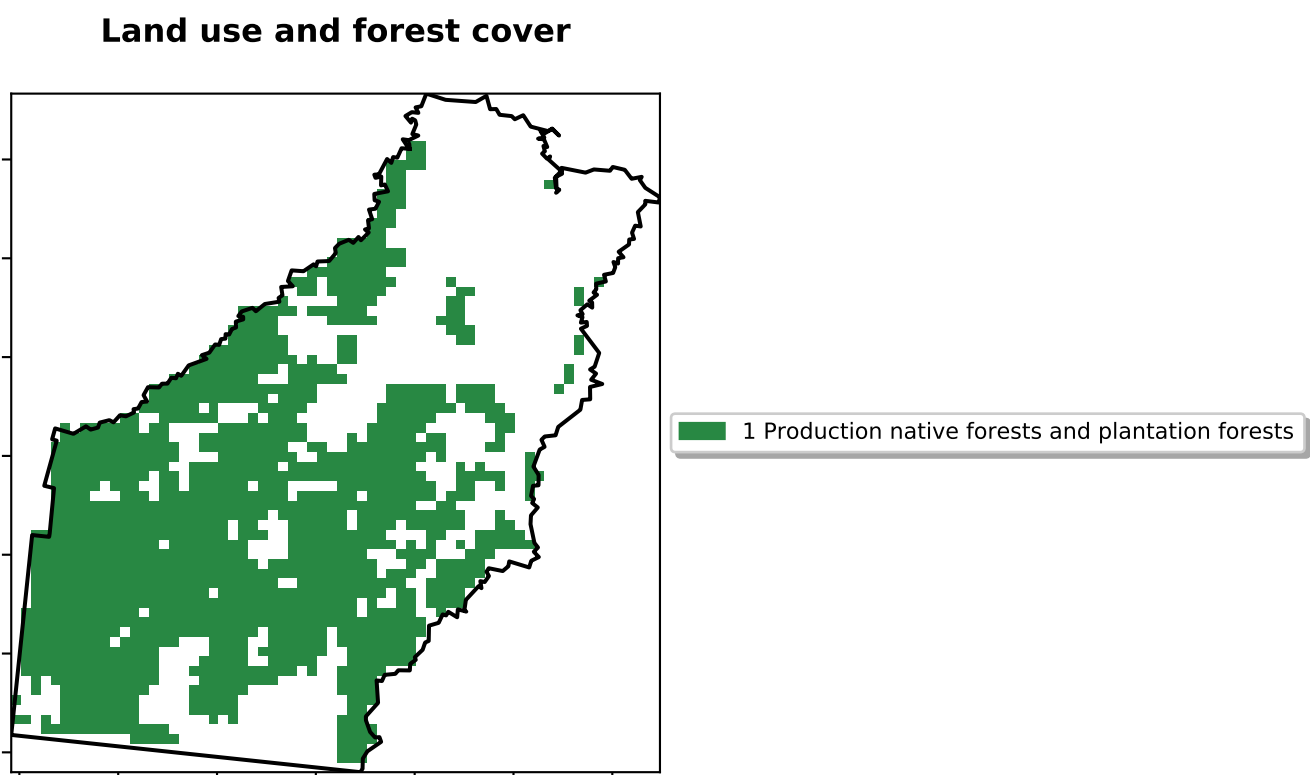 Land use and forest cover
1 Production native forests and plantation forests